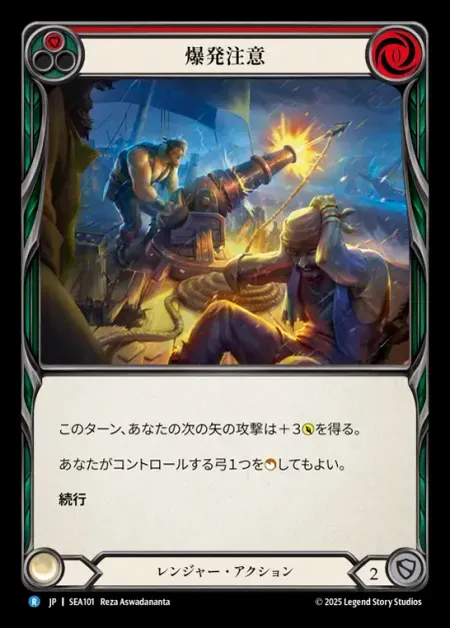 0
爆発注意
このターン、あなたの次の矢の攻撃は+3を得る。
あなたがコントロールする弓1つをしてもよい。
続行
レンジャー・アクション
2
R JP | SEA101 Reza Aswadananta
© 2025 Legend Story Studios